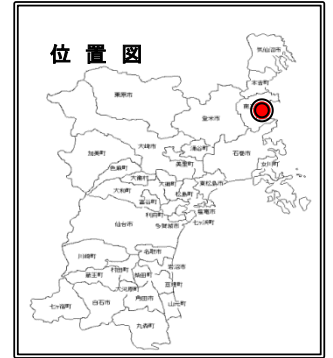 位置図
気仙沼市
本吉町
栗原市
登米市
加美町
大崎市
涌谷町
石巻市
色麻町
美里町
女川町
大衡村
大郷町
東松島市
大和町
松島町
富谷町
利府町
塩竈市
仙台市
多賀城市
七ヶ浜町
川崎町
名取市
村田町
岩沼市
蔵王町
柴田町
大河原町
亘理町
七ヶ宿町
白石市
角田市
山元町
丸森町